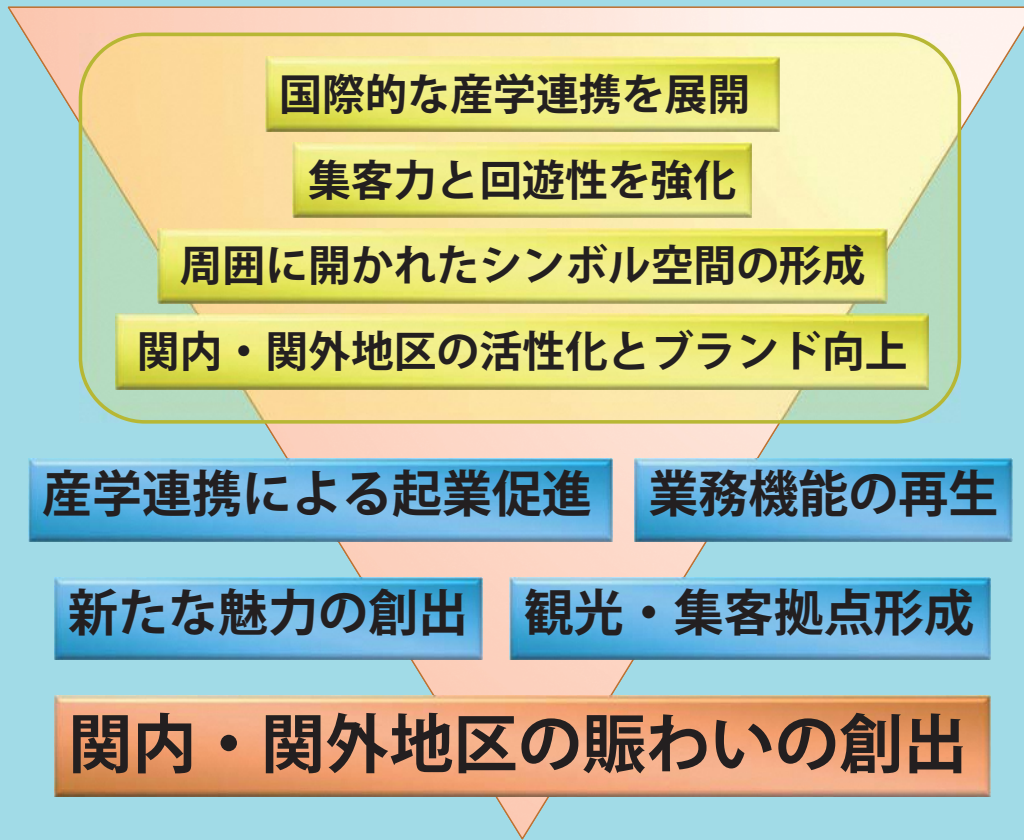 国際的な産学連携を展開
集客力と回遊性を強化
周囲に開かれたシンボル空間の形成
関内・関外地区の活性化とブランド向上
産学連携による起業促進
業務機能の再生
新たな魅力の創出
観光・集客拠点形成
関内・関外地区の賑わいの創出